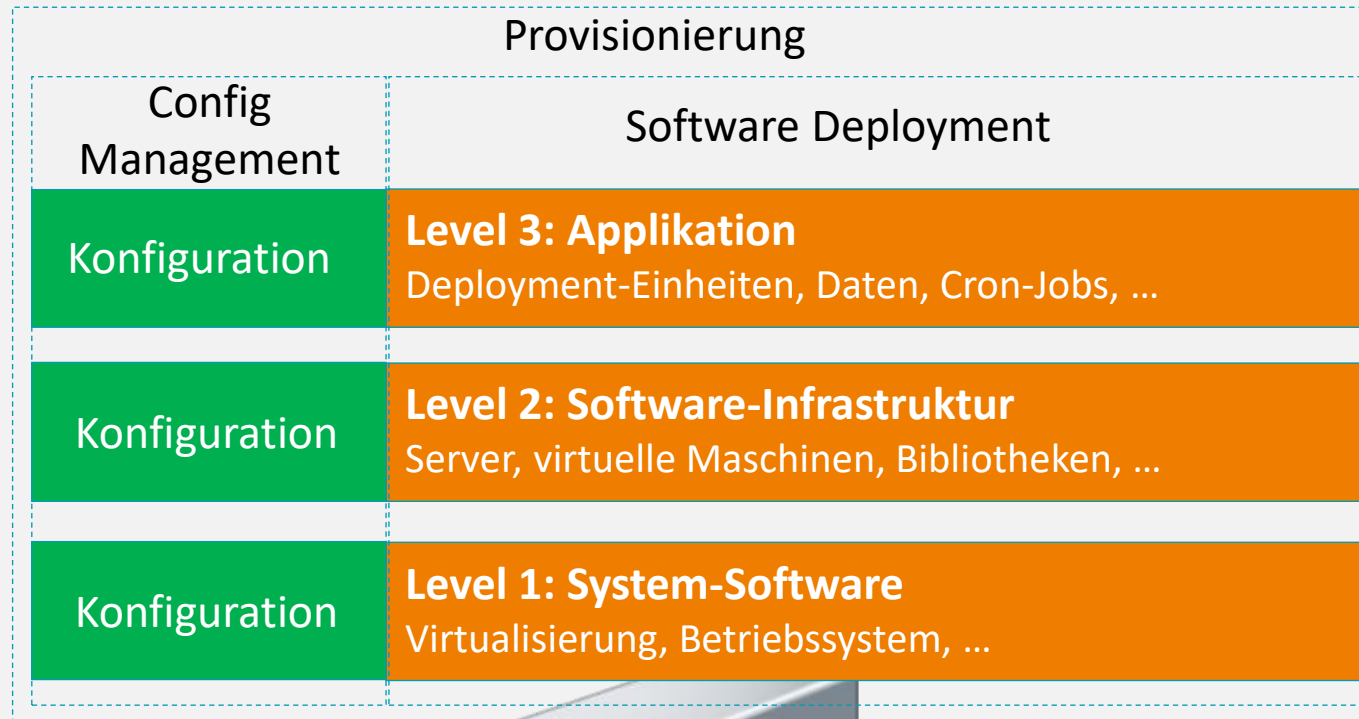 Provisionierung
Config
Management
Software Deployment
Konfiguration
Level 3: Applikation
Deployment-Einheiten, Daten, Cron-Jobs, …
Konfiguration
Level 2: Software-Infrastruktur
Server, virtuelle Maschinen, Bibliotheken, …
Konfiguration
Level 1: System-Software
Virtualisierung, Betriebssystem, …